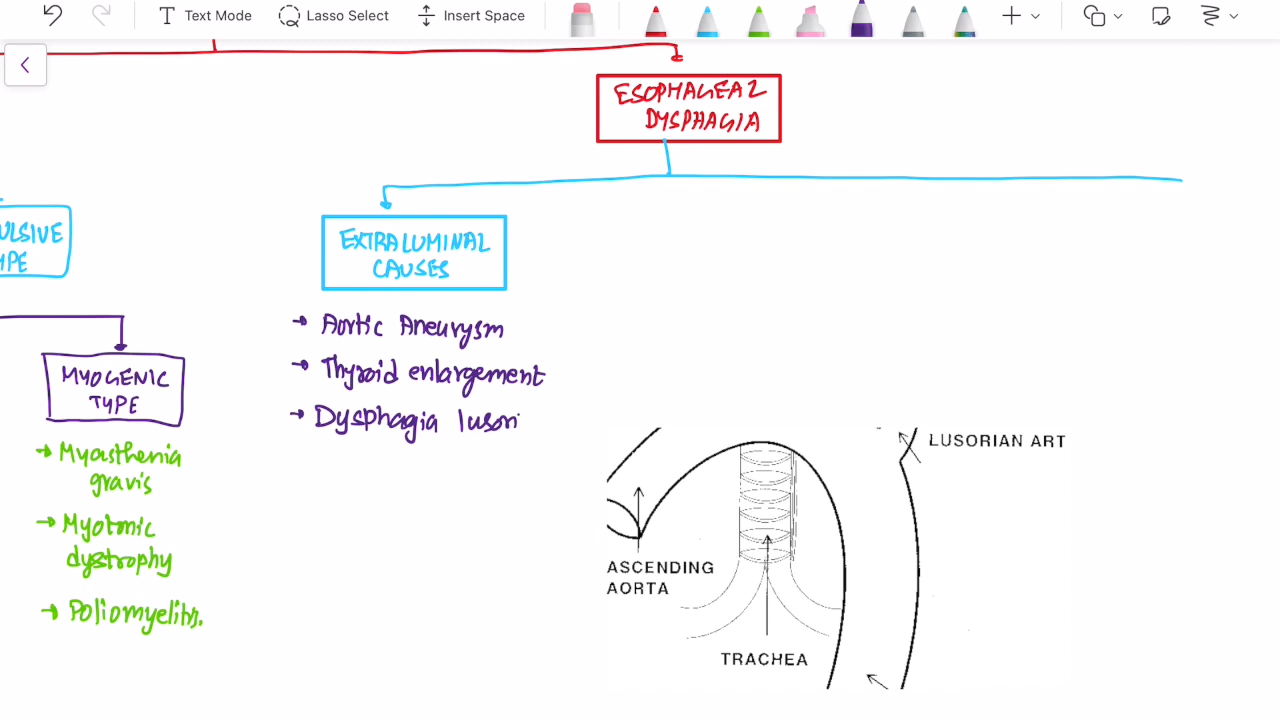 Text Mode
Lasso Select
Insert Space
ESOPHAGEAL
DYSPHAGIA
ULSIVE
YPE
EXTRALUMINAL
CAUSES
→ Aortic Aneurysm
→ Thyroid enlargement
→ Dysphagia lusori
MYOGENIC
TYPE
→ Myasthenia
gravis
→ Myotonic
dystrophy
→ Poliomyelitis.
LUSORIAN ART
ASCENDING
AORTA
TRACHEA